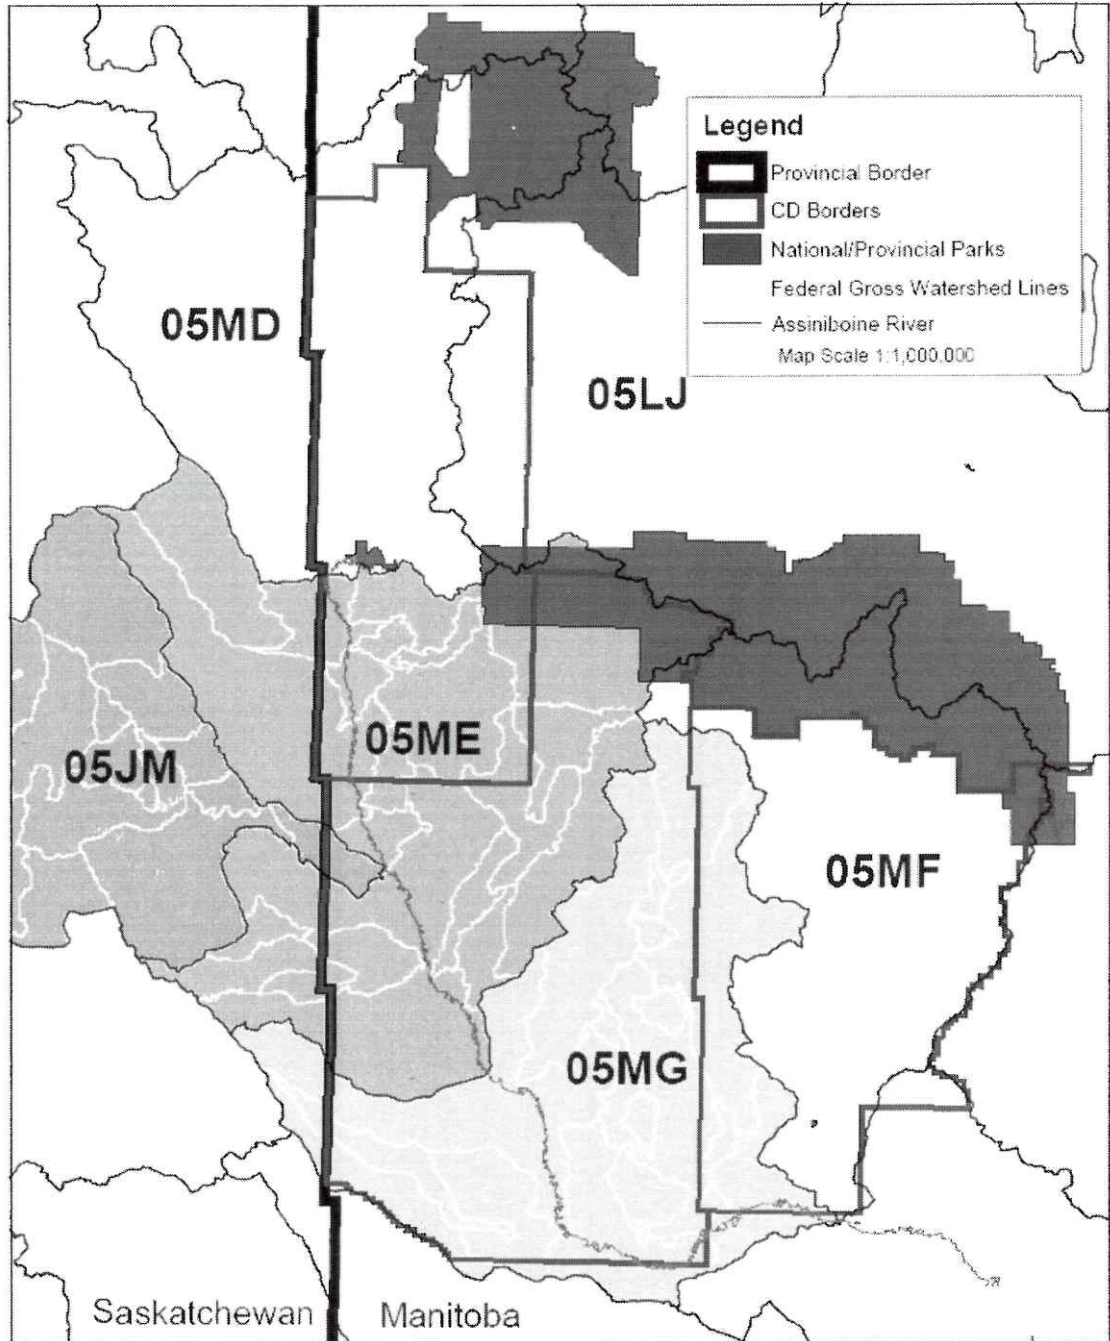 Legend
Provincial Border
CD Borders
National/Provincial Parks
Federal Gross Watershed Lines
Assiniboine River
Map Scale 1:1,000,000
05MD
05LJ
05ME
05JM
05MF
05MG
Saskatchewan
Manitoba